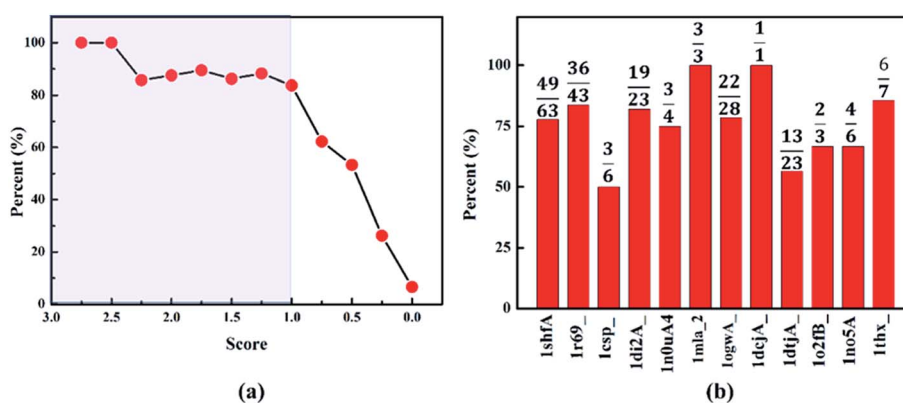 (a)
Percent (%)
100
80
60
40
20
0
3.0 2.5 2.0 1.5 1.0 0.5 0.0
Score
(b)
Percent (%)
100
75
50
25
0
49/63
36/43
3/6
19/23
3/4
3/3
22/28
1/1
13/23
2/3
4/6
6/7
1shfA
1r69_
1csp_
1di2A_
1n0uA4
1mla_2
1ogwA_
1dcjA_
1dtjA_
1o2fB_
1no5A
1thx_
(a)
(b)